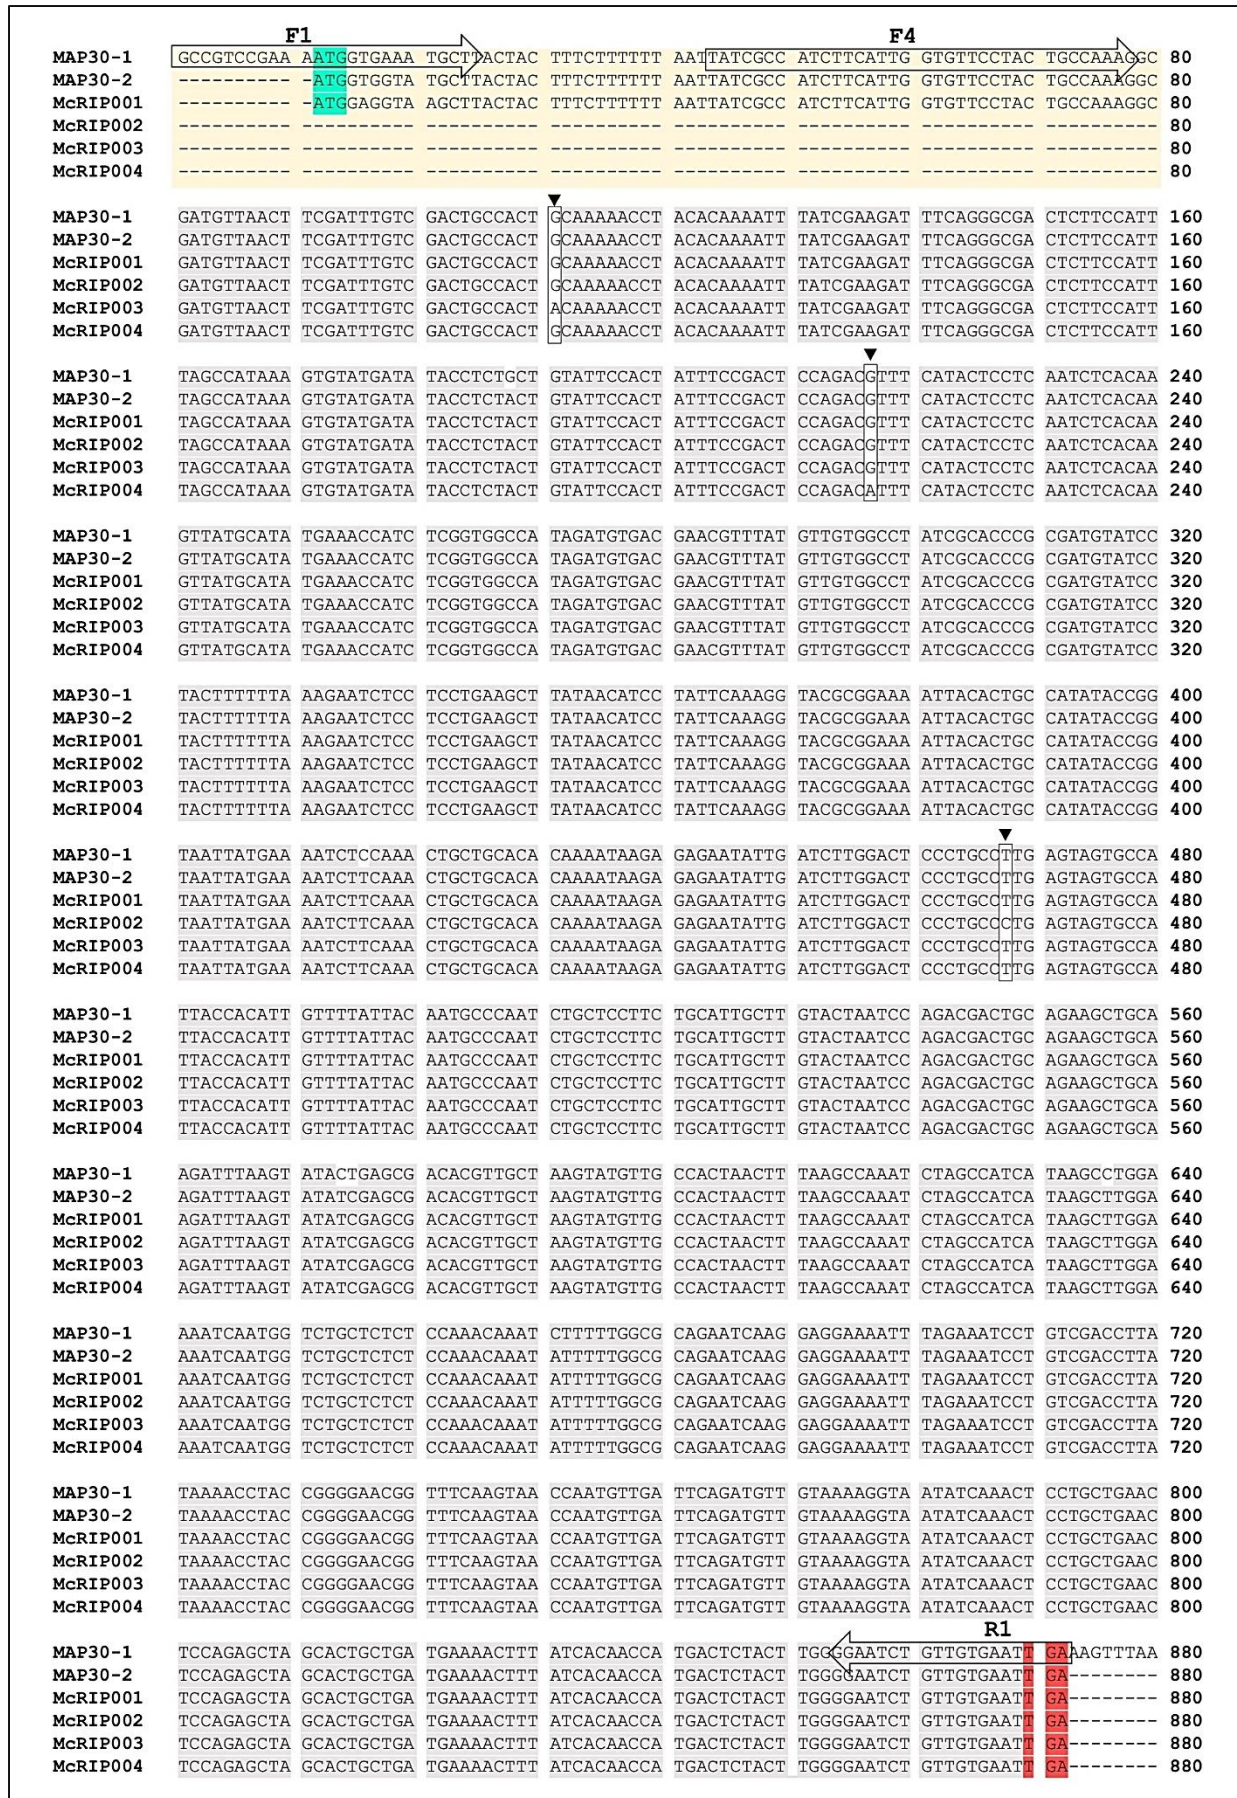 F1 F4
MAP30-1 GCCGTCCGAA AATGGTGAAA TGCTTACTAC TTTCTTTTTT AATTATCGCC ATCTTCATTG GTGTTCCTAC TGCCAAAGGC 80
MAP30-2 ---------- --ATGGTGGTA TGCTTACTAC TTTCTTTTTT AATTATCGCC ATCTTCATTG GTGTTCCTAC TGCCAAAGGC 80
McRIP001 ---------- --ATGGAGGTA AGCTTACTAC TTTCTTTTTT AATTATCGCC ATCTTCATTG GTGTTCCTAC TGCCAAAGGC 80
McRIP002 ---------- ---------- ---------- ---------- ---------- ---------- ---------- ---------- 80
McRIP003 ---------- ---------- ---------- ---------- ---------- ---------- ---------- ---------- 80
McRIP004 ---------- ---------- ---------- ---------- ---------- ---------- ---------- ---------- 80
MAP30-1 GATGTTAACT TCGATTTGTC GACTGCCACT GCAAAAACCT ACACAAAATT TATCGAAGAT TTCAGGGCGA CTCTTCCATT 160
MAP30-2 GATGTTAACT TCGATTTGTC GACTGCCACT GCAAAAACCT ACACAAAATT TATCGAAGAT TTCAGGGCGA CTCTTCCATT 160
McRIP001 GATGTTAACT TCGATTTGTC GACTGCCACT GCAAAAACCT ACACAAAATT TATCGAAGAT TTCAGGGCGA CTCTTCCATT 160
McRIP002 GATGTTAACT TCGATTTGTC GACTGCCACT GCAAAAACCT ACACAAAATT TATCGAAGAT TTCAGGGCGA CTCTTCCATT 160
McRIP003 GATGTTAACT TCGATTTGTC GACTGCCACT ACAAAAACCT ACACAAAATT TATCGAAGAT TTCAGGGCGA CTCTTCCATT 160
McRIP004 GATGTTAACT TCGATTTGTC GACTGCCACT GCAAAAACCT ACACAAAATT TATCGAAGAT TTCAGGGCGA CTCTTCCATT 160
MAP30-1 TAGCCATAAA GTGTATGATA TACCTCTGCT GTATTCCACT ATTTCCGACT CCAGACGTTT CATACTCCTC AATCTCACAA 240
MAP30-2 TAGCCATAAA GTGTATGATA TACCTCTACT GTATTCCACT ATTTCCGACT CCAGACGTTT CATACTCCTC AATCTCACAA 240
McRIP001 TAGCCATAAA GTGTATGATA TACCTCTACT GTATTCCACT ATTTCCGACT CCAGACGTTT CATACTCCTC AATCTCACAA 240
McRIP002 TAGCCATAAA GTGTATGATA TACCTCTACT GTATTCCACT ATTTCCGACT CCAGACGTTT CATACTCCTC AATCTCACAA 240
McRIP003 TAGCCATAAA GTGTATGATA TACCTCTACT GTATTCCACT ATTTCCGACT CCAGACGTTT CATACTCCTC AATCTCACAA 240
McRIP004 TAGCCATAAA GTGTATGATA TACCTCTACT GTATTCCACT ATTTCCGACT CCAGACATTT CATACTCCTC AATCTCACAA 240
MAP30-1 GTTATGCATA TGAAACCATC TCGGTGGCCA TAGATGTGAC GAACGTTTAT GTTGTGGCCT ATCGCACCCG CGATGTATCC 320
MAP30-2 GTTATGCATA TGAAACCATC TCGGTGGCCA TAGATGTGAC GAACGTTTAT GTTGTGGCCT ATCGCACCCG CGATGTATCC 320
McRIP001 GTTATGCATA TGAAACCATC TCGGTGGCCA TAGATGTGAC GAACGTTTAT GTTGTGGCCT ATCGCACCCG CGATGTATCC 320
McRIP002 GTTATGCATA TGAAACCATC TCGGTGGCCA TAGATGTGAC GAACGTTTAT GTTGTGGCCT ATCGCACCCG CGATGTATCC 320
McRIP003 GTTATGCATA TGAAACCATC TCGGTGGCCA TAGATGTGAC GAACGTTTAT GTTGTGGCCT ATCGCACCCG CGATGTATCC 320
McRIP004 GTTATGCATA TGAAACCATC TCGGTGGCCA TAGATGTGAC GAACGTTTAT GTTGTGGCCT ATCGCACCCG CGATGTATCC 320
MAP30-1 TACTTTTTTA AAGAATCTCC TCCTGAAGCT TATAACATCC TATTCAAAGG TACGCGGAAA ATTACACTGC CATATACCGG 400
MAP30-2 TACTTTTTTA AAGAATCTCC TCCTGAAGCT TATAACATCC TATTCAAAGG TACGCGGAAA ATTACACTGC CATATACCGG 400
McRIP001 TACTTTTTTA AAGAATCTCC TCCTGAAGCT TATAACATCC TATTCAAAGG TACGCGGAAA ATTACACTGC CATATACCGG 400
McRIP002 TACTTTTTTA AAGAATCTCC TCCTGAAGCT TATAACATCC TATTCAAAGG TACGCGGAAA ATTACACTGC CATATACCGG 400
McRIP003 TACTTTTTTA AAGAATCTCC TCCTGAAGCT TATAACATCC TATTCAAAGG TACGCGGAAA ATTACACTGC CATATACCGG 400
McRIP004 TACTTTTTTA AAGAATCTCC TCCTGAAGCT TATAACATCC TATTCAAAGG TACGCGGAAA ATTACACTGC CATATACCGG 400
MAP30-1 TAATTATGAA AATCTCCAAA CTGCTGCACA CAAAATAAGA GAGAATATTG ATCTTGGACT CCCTGCCTTG AGTAGTGCCA 480
MAP30-2 TAATTATGAA AATCTTCAAA CTGCTGCACA CAAAATAAGA GAGAATATTG ATCTTGGACT CCCTGCCTTG AGTAGTGCCA 480
McRIP001 TAATTATGAA AATCTTCAAA CTGCTGCACA CAAAATAAGA GAGAATATTG ATCTTGGACT CCCTGCCTTG AGTAGTGCCA 480
McRIP002 TAATTATGAA AATCTTCAAA CTGCTGCACA CAAAATAAGA GAGAATATTG ATCTTGGACT CCCTGCCCTG AGTAGTGCCA 480
McRIP003 TAATTATGAA AATCTTCAAA CTGCTGCACA CAAAATAAGA GAGAATATTG ATCTTGGACT CCCTGCCTTG AGTAGTGCCA 480
McRIP004 TAATTATGAA AATCTTCAAA CTGCTGCACA CAAAATAAGA GAGAATATTG ATCTTGGACT CCCTGCCTTG AGTAGTGCCA 480
MAP30-1 TTACCACATT GTTTTATTAC AATGCCCAAT CTGCTCCTTC TGCATTGCTT GTACTAATCC AGACGACTGC AGAAGCTGCA 560
MAP30-2 TTACCACATT GTTTTATTAC AATGCCCAAT CTGCTCCTTC TGCATTGCTT GTACTAATCC AGACGACTGC AGAAGCTGCA 560
McRIP001 TTACCACATT GTTTTATTAC AATGCCCAAT CTGCTCCTTC TGCATTGCTT GTACTAATCC AGACGACTGC AGAAGCTGCA 560
McRIP002 TTACCACATT GTTTTATTAC AATGCCCAAT CTGCTCCTTC TGCATTGCTT GTACTAATCC AGACGACTGC AGAAGCTGCA 560
McRIP003 TTACCACATT GTTTTATTAC AATGCCCAAT CTGCTCCTTC TGCATTGCTT GTACTAATCC AGACGACTGC AGAAGCTGCA 560
McRIP004 TTACCACATT GTTTTATTAC AATGCCCAAT CTGCTCCTTC TGCATTGCTT GTACTAATCC AGACGACTGC AGAAGCTGCA 560
MAP30-1 AGATTTAAGT ATACTGAGCG ACACGTTGCT AAGTATGTTG CCACTAACTT TAAGCCAAAT CTAGCCATCA TAAGCCTGGA 640
MAP30-2 AGATTTAAGT ATATCGAGCG ACACGTTGCT AAGTATGTTG CCACTAACTT TAAGCCAAAT CTAGCCATCA TAAGCTTGGA 640
McRIP001 AGATTTAAGT ATATCGAGCG ACACGTTGCT AAGTATGTTG CCACTAACTT TAAGCCAAAT CTAGCCATCA TAAGCTTGGA 640
McRIP002 AGATTTAAGT ATATCGAGCG ACACGTTGCT AAGTATGTTG CCACTAACTT TAAGCCAAAT CTAGCCATCA TAAGCTTGGA 640
McRIP003 AGATTTAAGT ATATCGAGCG ACACGTTGCT AAGTATGTTG CCACTAACTT TAAGCCAAAT CTAGCCATCA TAAGCTTGGA 640
McRIP004 AGATTTAAGT ATATCGAGCG ACACGTTGCT AAGTATGTTG CCACTAACTT TAAGCCAAAT CTAGCCATCA TAAGCTTGGA 640
MAP30-1 AAATCAATGG TCTGCTCTCT CCAAACAAAT CTTTTTGGCG CAGAATCAAG GAGGAAAATT TAGAAATCCT GTCGACCTTA 720
MAP30-2 AAATCAATGG TCTGCTCTCT CCAAACAAAT ATTTTTGGCG CAGAATCAAG GAGGAAAATT TAGAAATCCT GTCGACCTTA 720
McRIP001 AAATCAATGG TCTGCTCTCT CCAAACAAAT ATTTTTGGCG CAGAATCAAG GAGGAAAATT TAGAAATCCT GTCGACCTTA 720
McRIP002 AAATCAATGG TCTGCTCTCT CCAAACAAAT ATTTTTGGCG CAGAATCAAG GAGGAAAATT TAGAAATCCT GTCGACCTTA 720
McRIP003 AAATCAATGG TCTGCTCTCT CCAAACAAAT ATTTTTGGCG CAGAATCAAG GAGGAAAATT TAGAAATCCT GTCGACCTTA 720
McRIP004 AAATCAATGG TCTGCTCTCT CCAAACAAAT ATTTTTGGCG CAGAATCAAG GAGGAAAATT TAGAAATCCT GTCGACCTTA 720
MAP30-1 TAAAACCTAC CGGGGAACGG TTTCAAGTAA CCAATGTTGA TTCAGATGTT GTAAAAGGTA ATATCAAACT CCTGCTGAAC 800
MAP30-2 TAAAACCTAC CGGGGAACGG TTTCAAGTAA CCAATGTTGA TTCAGATGTT GTAAAAGGTA ATATCAAACT CCTGCTGAAC 800
McRIP001 TAAAACCTAC CGGGGAACGG TTTCAAGTAA CCAATGTTGA TTCAGATGTT GTAAAAGGTA ATATCAAACT CCTGCTGAAC 800
McRIP002 TAAAACCTAC CGGGGAACGG TTTCAAGTAA CCAATGTTGA TTCAGATGTT GTAAAAGGTA ATATCAAACT CCTGCTGAAC 800
McRIP003 TAAAACCTAC CGGGGAACGG TTTCAAGTAA CCAATGTTGA TTCAGATGTT GTAAAAGGTA ATATCAAACT CCTGCTGAAC 800
McRIP004 TAAAACCTAC CGGGGAACGG TTTCAAGTAA CCAATGTTGA TTCAGATGTT GTAAAAGGTA ATATCAAACT CCTGCTGAAC 800
R1
MAP30-1 TCCAGAGCTA GCACTGCTGA TGAAAACTTT ATCACAACCA TGACTCTACT TGGGGAATCT GTTGTGAATT GAAAGTTTAA 880
MAP30-2 TCCAGAGCTA GCACTGCTGA TGAAAACTTT ATCACAACCA TGACTCTACT TGGGGAATCT GTTGTGAATT GA-------- 880
McRIP001 TCCAGAGCTA GCACTGCTGA TGAAAACTTT ATCACAACCA TGACTCTACT TGGGGAATCT GTTGTGAATT GA-------- 880
McRIP002 TCCAGAGCTA GCACTGCTGA TGAAAACTTT ATCACAACCA TGACTCTACT TGGGGAATCT GTTGTGAATT GA-------- 880
McRIP003 TCCAGAGCTA GCACTGCTGA TGAAAACTTT ATCACAACCA TGACTCTACT TGGGGAATCT GTTGTGAATT GA-------- 880
McRIP004 TCCAGAGCTA GCACTGCTGA TGAAAACTTT ATCACAACCA TGACTCTACT TGGGGAATCT GTTGTGAATT GA-------- 880